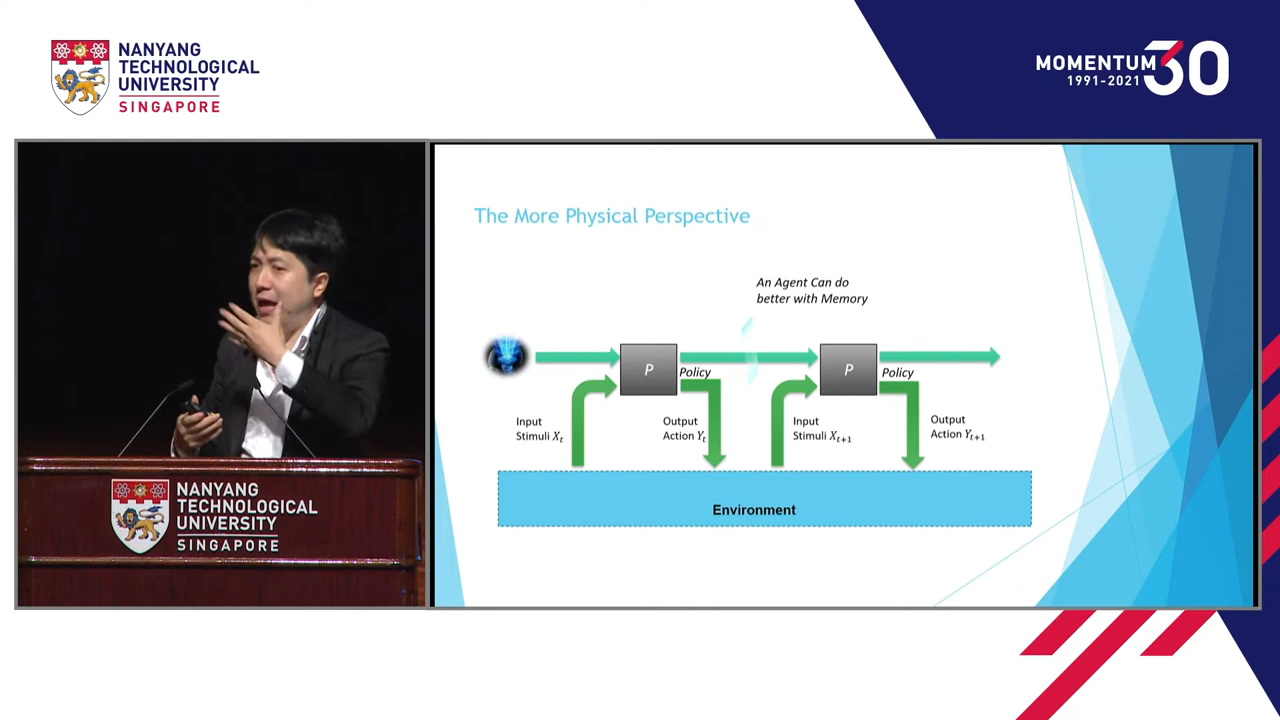 NANYANG
TECHNOLOGICAL
UNIVERSITY
SINGAPORE
MOMENTUM 30
1991-2021
The More Physical Perspective
An Agent Can do
better with Memory
P
Policy
P
Policy
Input
Stimuli Xₜ
Output
Action Yₜ
Input
Stimuli Xₜ₊₁
Output
Action Yₜ₊₁
Environment
NANYANG
TECHNOLOGICAL
UNIVERSITY
SINGAPORE